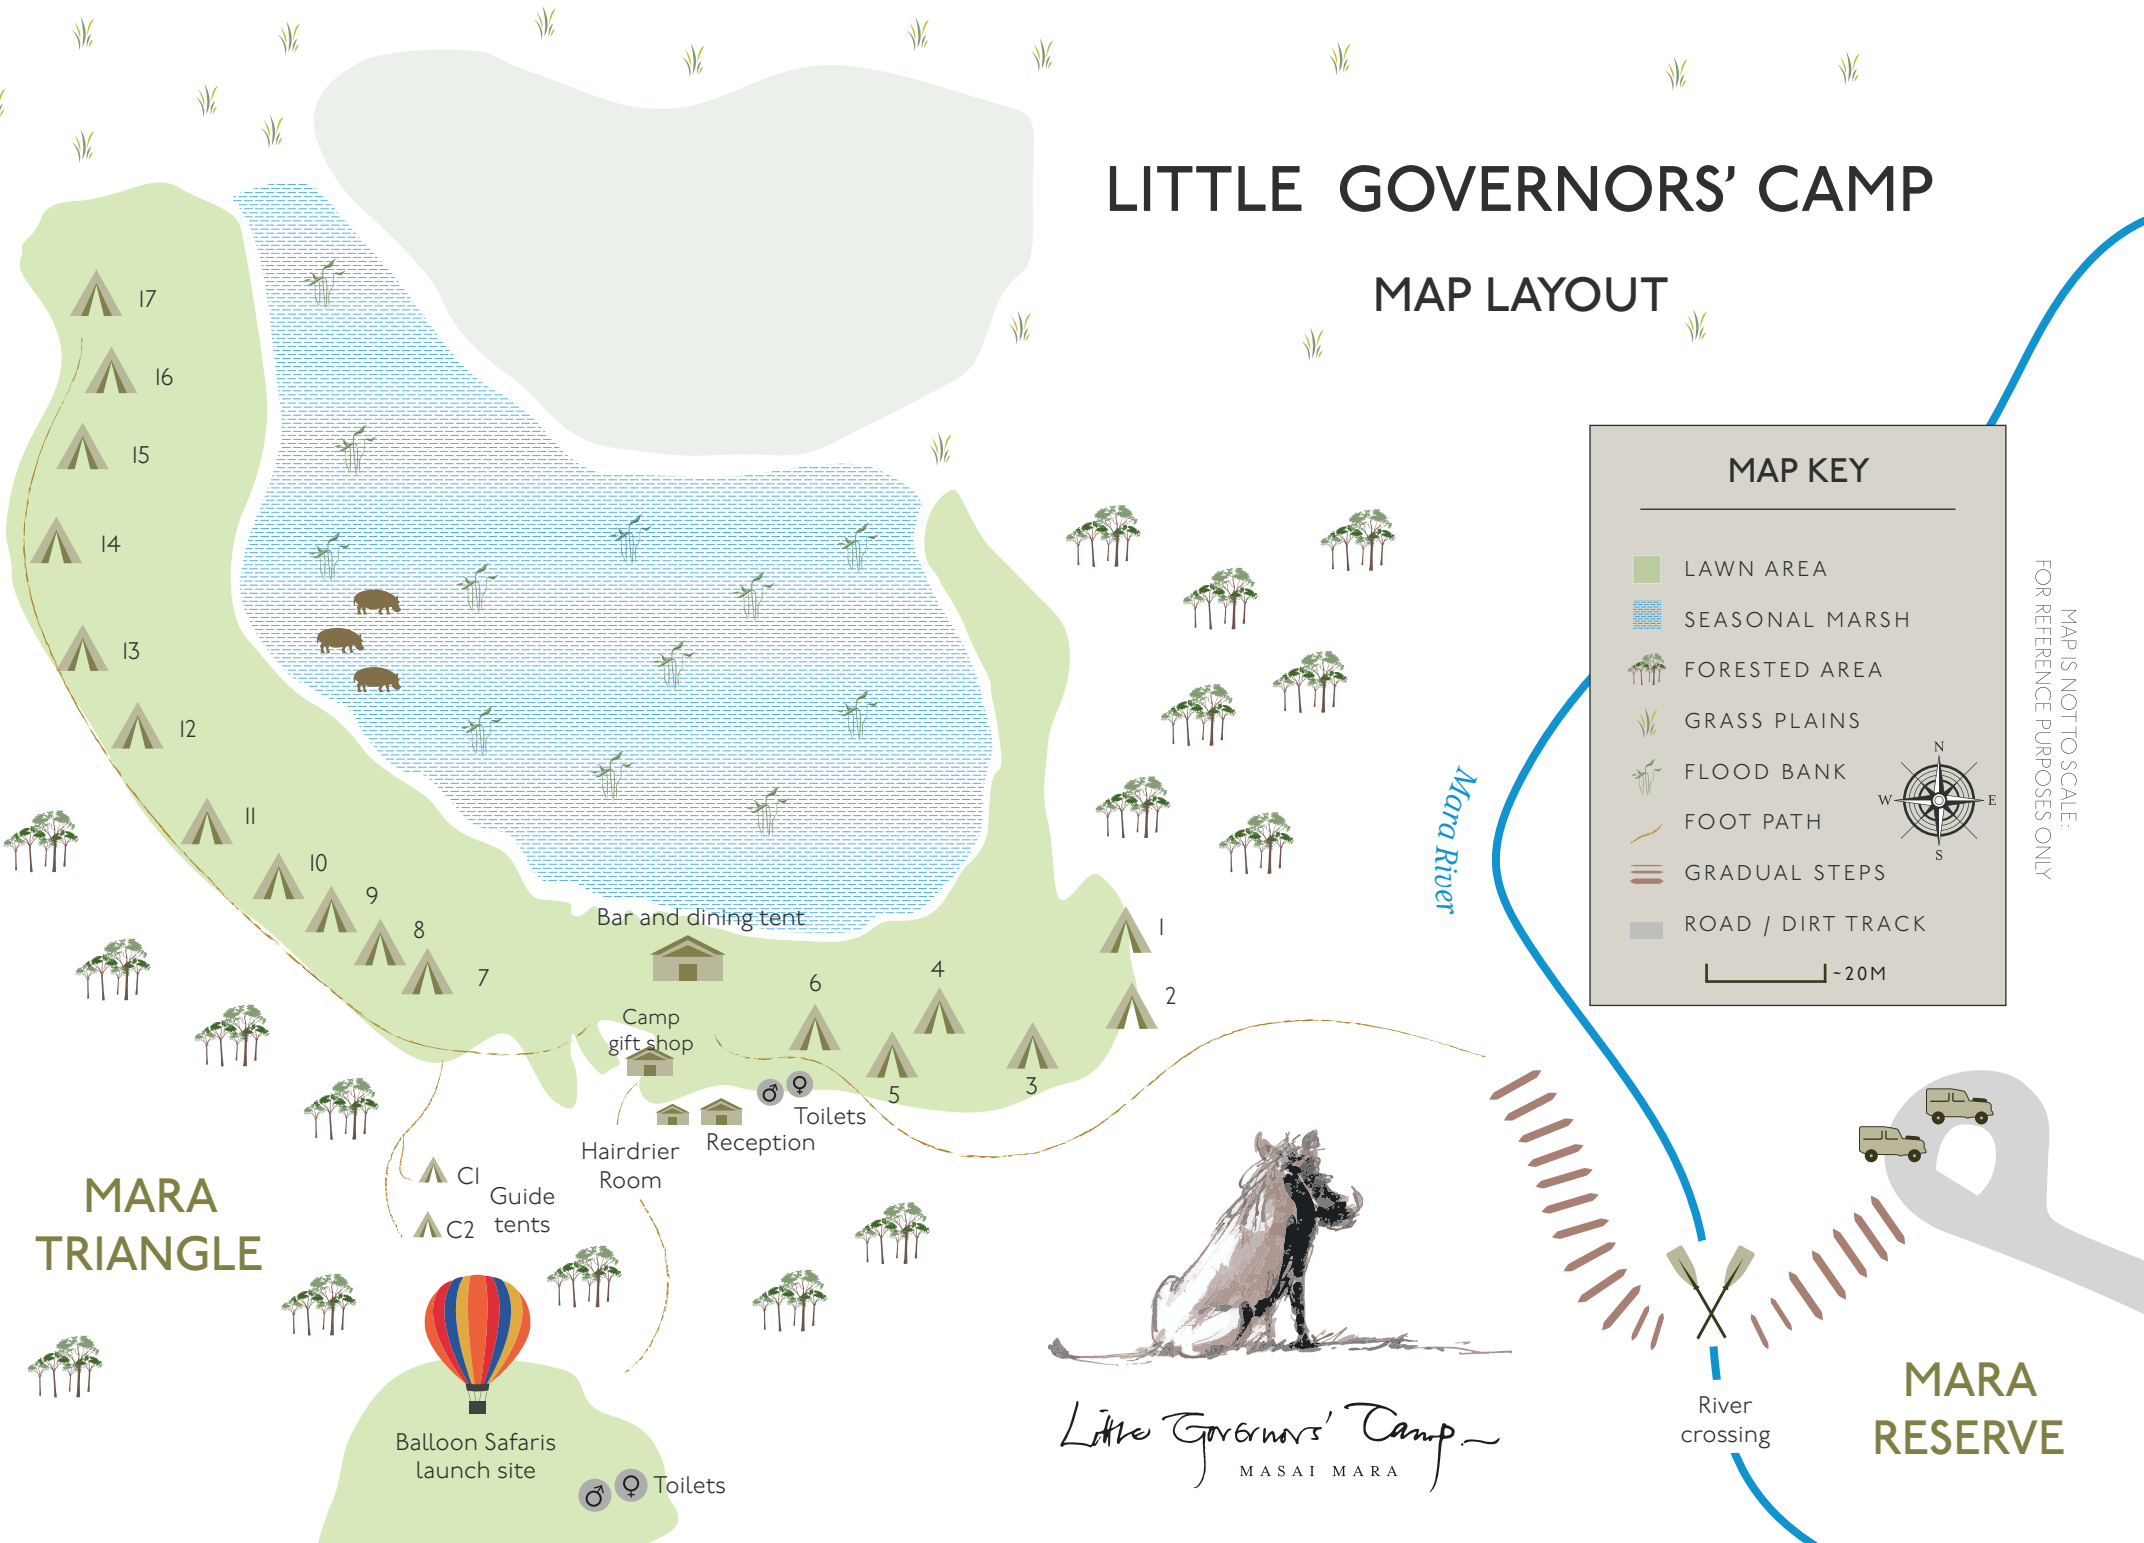 LITTLE GOVERNORS' CAMP
MAP LAYOUT
17
16
15
14
13
12
11
10
9
8
7
Bar and dining tent
6
4
1
2
Camp
gift shop
5
3
Toilets
Reception
Hairdrier
Room
C1
C2
Guide
tents
MARA
TRIANGLE
Balloon Safaris
launch site
Toilets
Little Governors' Camp
MASAI MARA
Mara River
MAP KEY
LAWN AREA
SEASONAL MARSH
FORESTED AREA
GRASS PLAINS
FLOOD BANK
FOOT PATH
GRADUAL STEPS
ROAD / DIRT TRACK
~20M
N
W
E
S
MAP IS NOT TO SCALE:
FOR REFERENCE PURPOSES ONLY
River
crossing
MARA
RESERVE